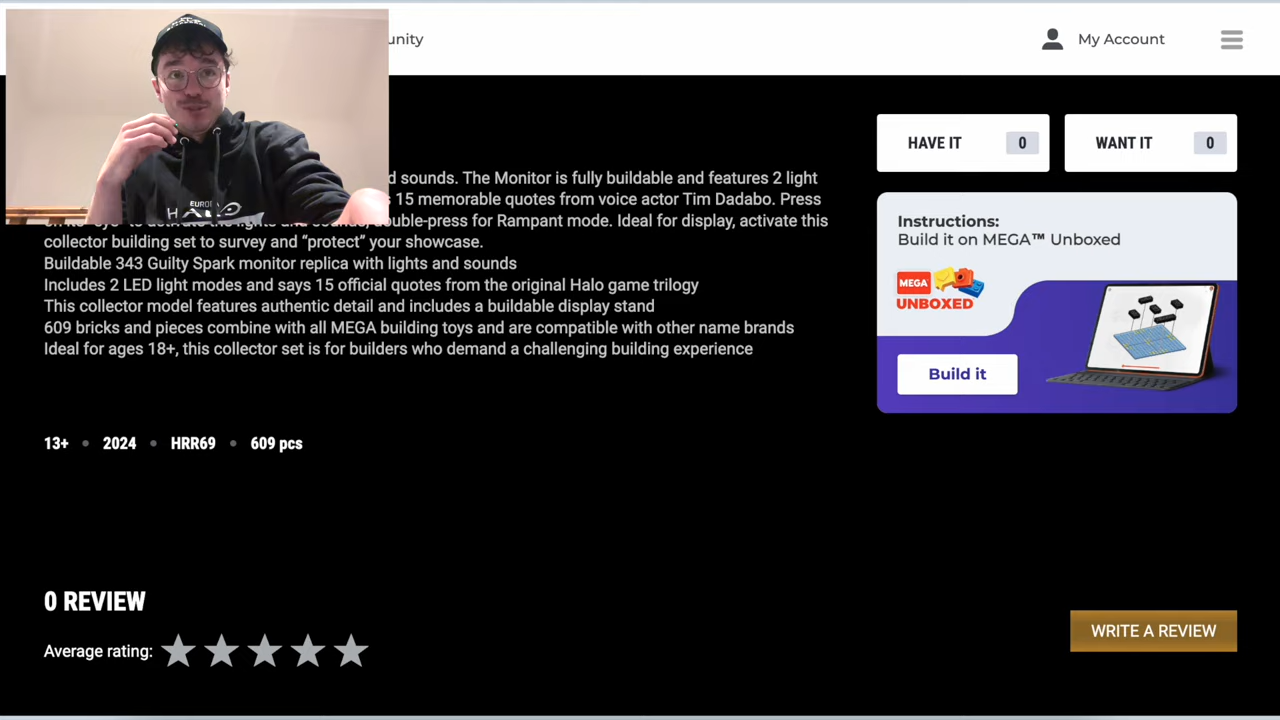 unity
My Account
HAVE IT 0
WANT IT 0
d sounds. The Monitor is fully buildable and features 2 light
15 memorable quotes from voice actor Tim Dadabo. Press
double-press for Rampant mode. Ideal for display, activate this
collector building set to survey and “protect” your showcase.
Buildable 343 Guilty Spark monitor replica with lights and sounds
Includes 2 LED light modes and says 15 official quotes from the original Halo game trilogy
This collector model features authentic detail and includes a buildable display stand
609 bricks and pieces combine with all MEGA building toys and are compatible with other name brands
Ideal for ages 18+, this collector set is for builders who demand a challenging building experience
Instructions:
Build it on MEGA™ Unboxed
MEGA
UNBOXED
Build it
13+ • 2024 • HRR69 • 609 pcs
0 REVIEW
Average rating:
WRITE A REVIEW
EUROPA
HALO